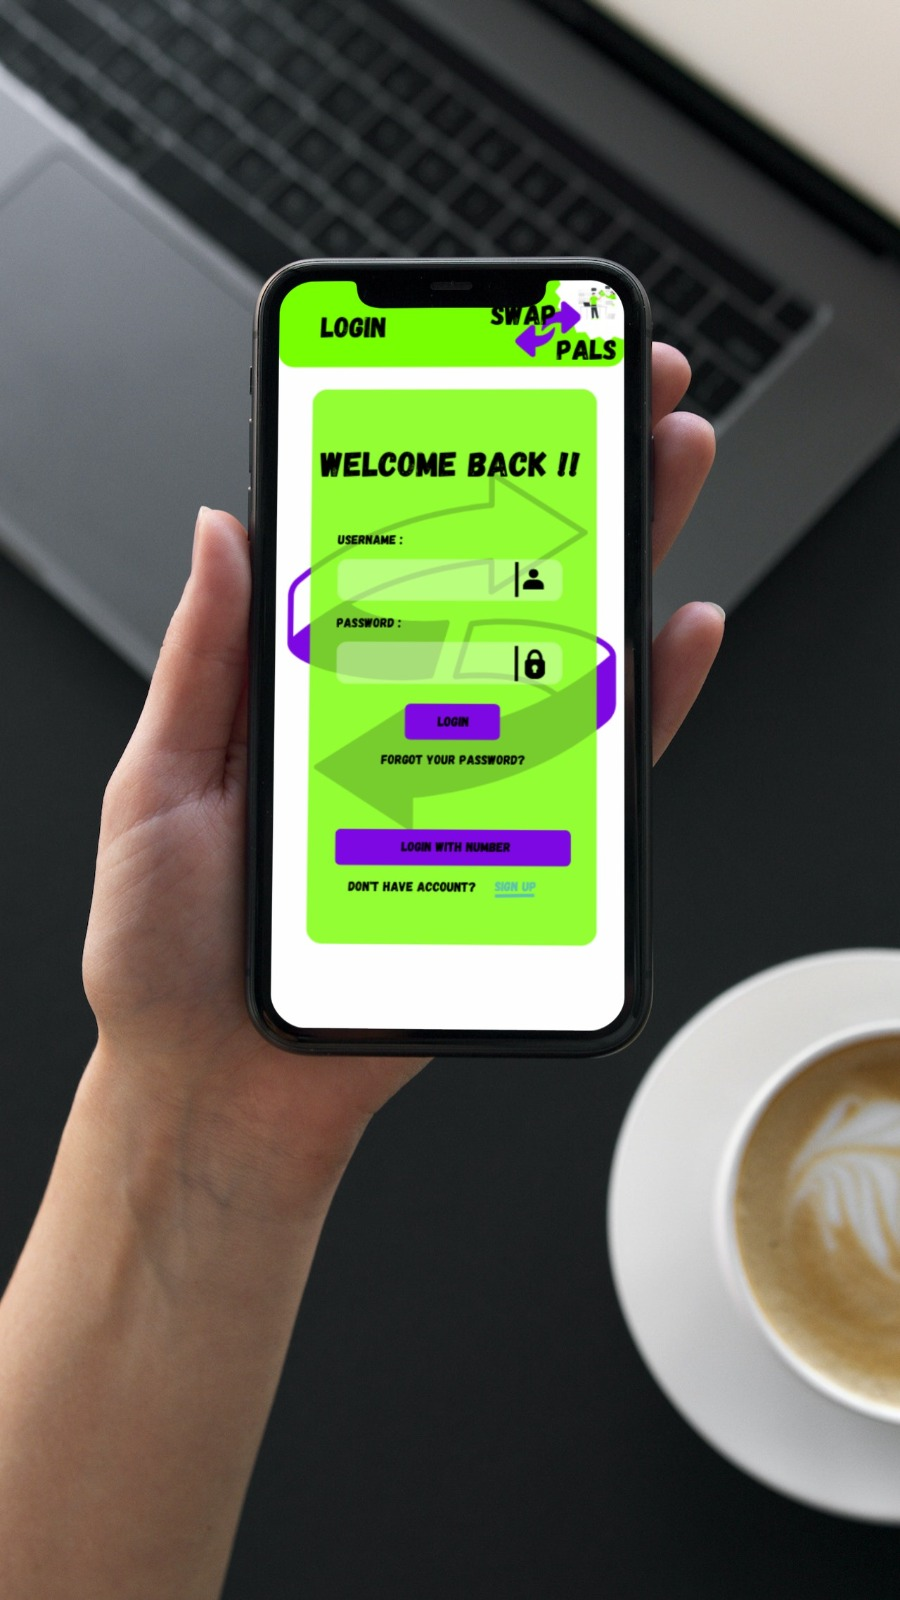 LOGIN
SWAP
PALS
WELCOME BACK !!
USERNAME :
PASSWORD :
LOGIN
FORGOT YOUR PASSWORD?
LOGIN WITH NUMBER
DON'T HAVE ACCOUNT? SIGN UP